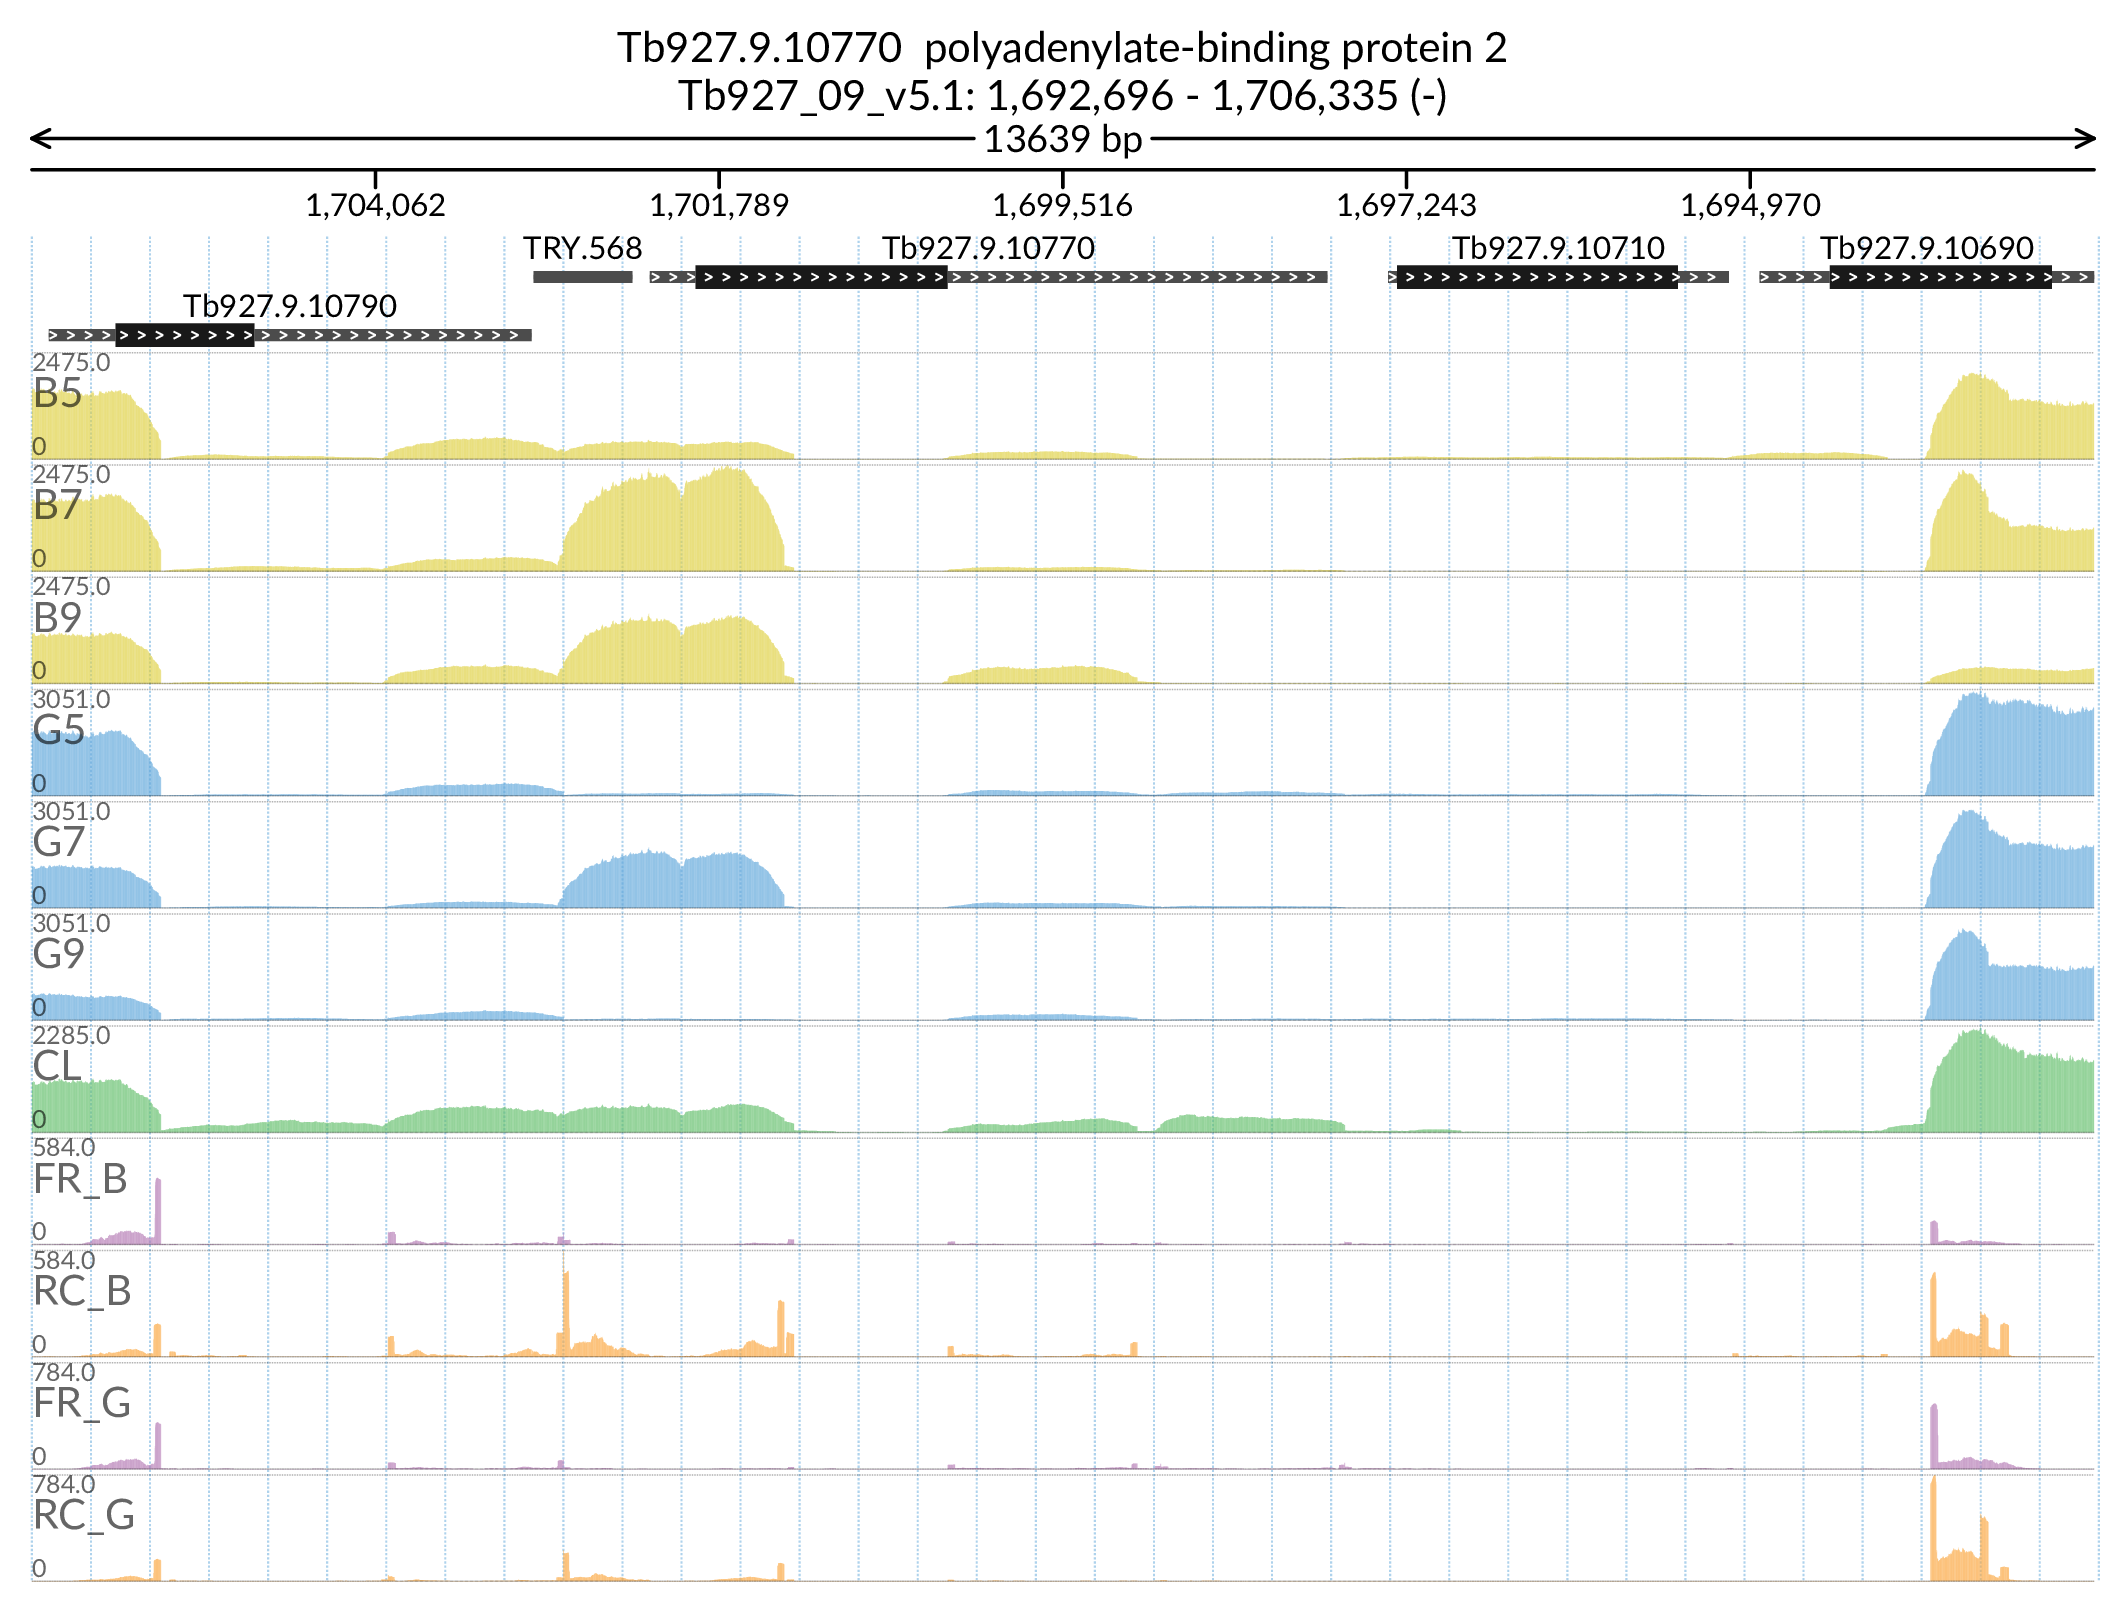 Tb927.9.10770  polyadenylate-binding protein 2
Tb927_09_v5.1: 1,692,696 - 1,706,335 (-)
13639 bp
1,704,062 1,701,789 1,699,516 1,697,243 1,694,970
TRY.568 Tb927.9.10770 Tb927.9.10710 Tb927.9.10690
Tb927.9.10790
2475.0
B5
0
2475.0
B7
0
2475.0
B9
0
3051.0
G5
0
3051.0
G7
0
3051.0
G9
0
2285.0
CL
0
584.0
FR_B
0
584.0
RC_B
0
784.0
FR_G
0
784.0
RC_G
0